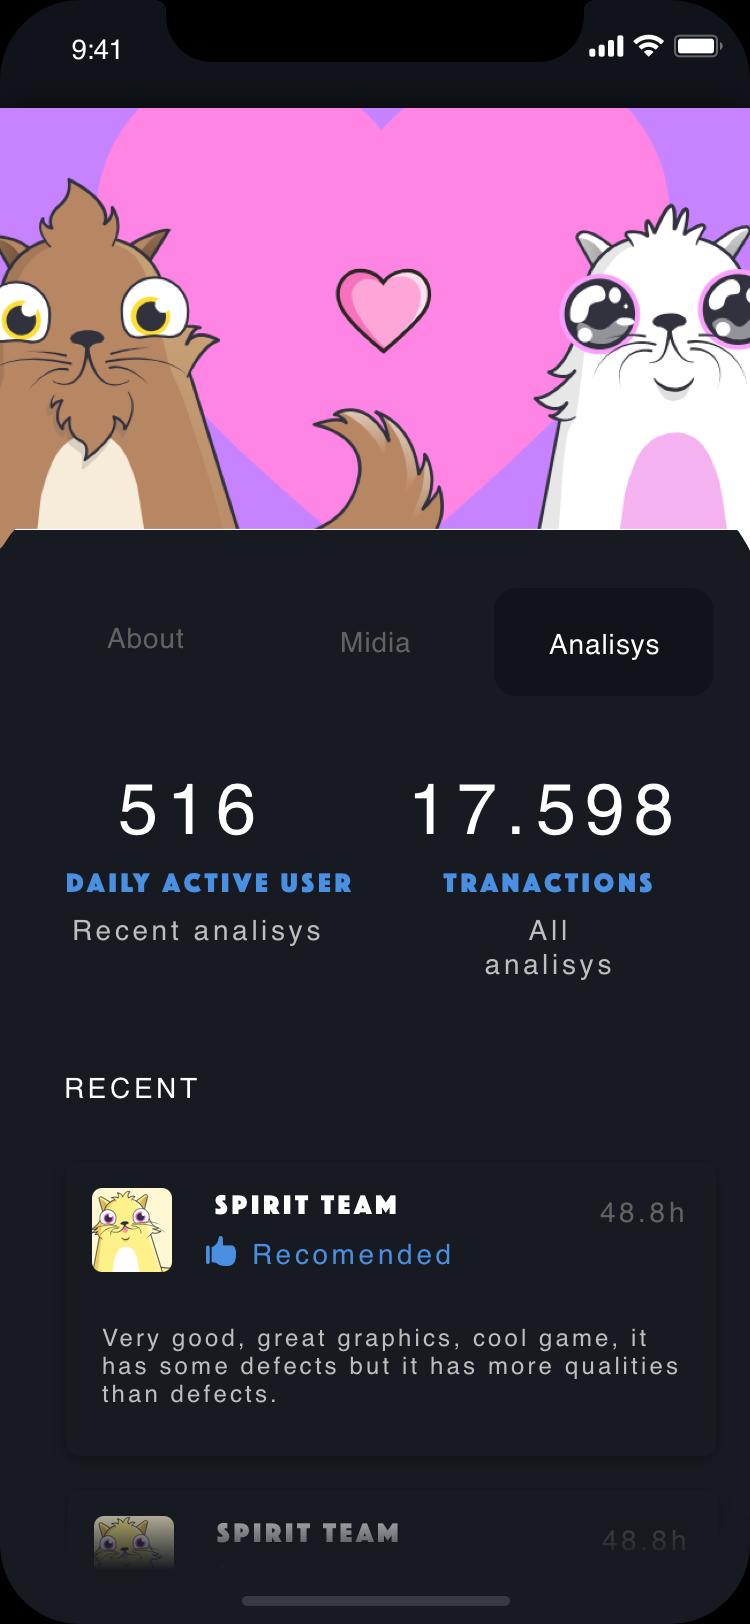 9:41
About
Midia
Analisys
516
17.598
DAILY ACTIVE USER
TRANACTIONS
Recent analisys
All
analisys
RECENT
SPIRIT TEAM
48.8h
Recomended
Very good, great graphics, cool game, it
has some defects but it has more qualities
than defects.
SPIRIT TEAM
48.8h